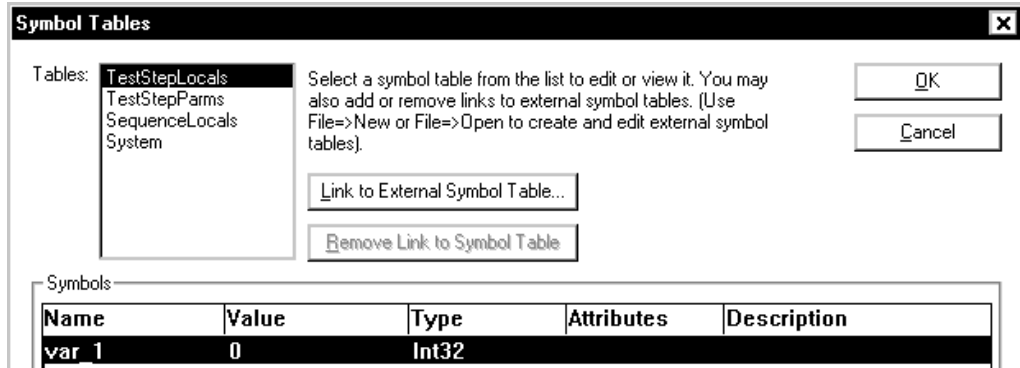 Symbol Tables
Tables:
TestStepLocals
TestStepParms
SequenceLocals
System
Select a symbol table from the list to edit or view it. You may
also add or remove links to external symbol tables. (Use
File=>New or File=>Open to create and edit external symbol
tables).
OK
Cancel
Link to External Symbol Table...
Remove Link to Symbol Table
Symbols
Name Value Type Attributes Description
var_1 0 Int32